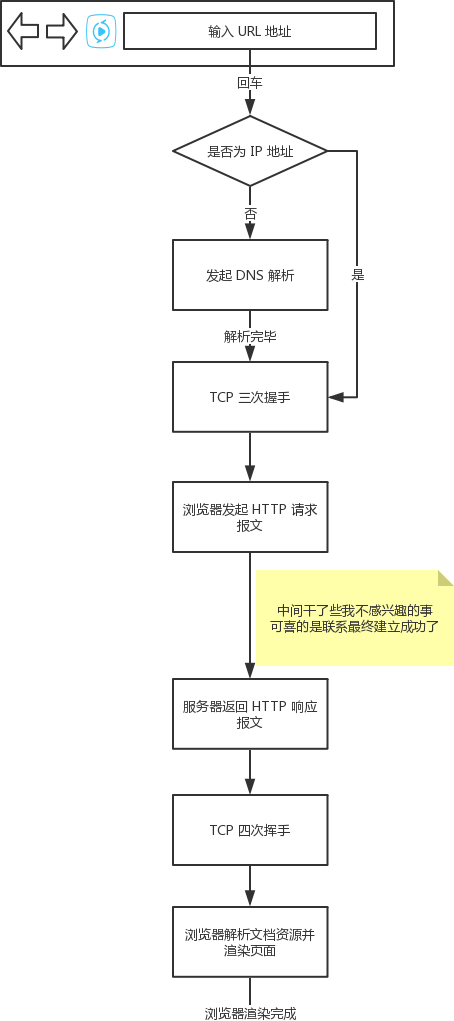 输入 URL 地址
回车
是否为 IP 地址
否
是
发起 DNS 解析
解析完毕
TCP 三次握手
浏览器发起 HTTP 请求
报文
中间干了些我不感兴趣的事
可喜的是联系最终建立成功了
服务器返回 HTTP 响应
报文
TCP 四次挥手
浏览器解析文档资源并
渲染页面
浏览器渲染完成